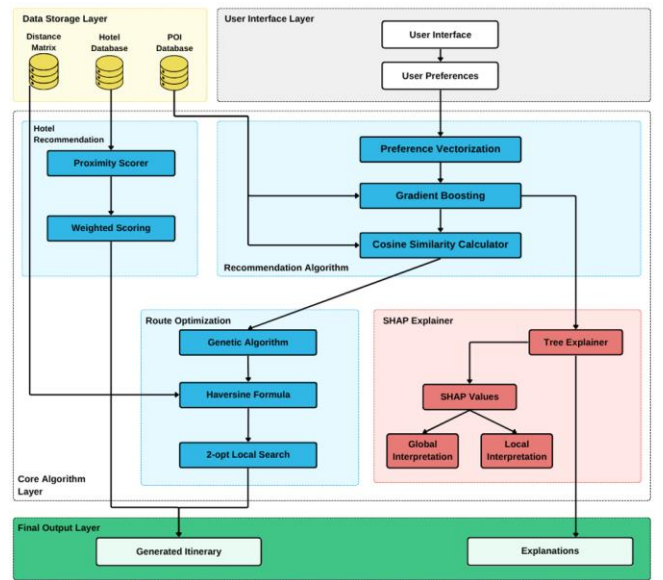 Data Storage Layer
Distance
Matrix
Hotel
Database
POI
Database
User Interface Layer
User Interface
User Preferences
Hotel
Recommendation
Proximity Scorer
Weighted Scoring
Preference Vectorization
Gradient Boosting
Cosine Similarity Calculator
Recommendation Algorithm
Route Optimization
Genetic Algorithm
Haversine Formula
2-opt Local Search
SHAP Explainer
Tree Explainer
SHAP Values
Global
Interpretation
Local
Interpretation
Core Algorithm
Layer
Final Output Layer
Generated Itinerary
Explanations